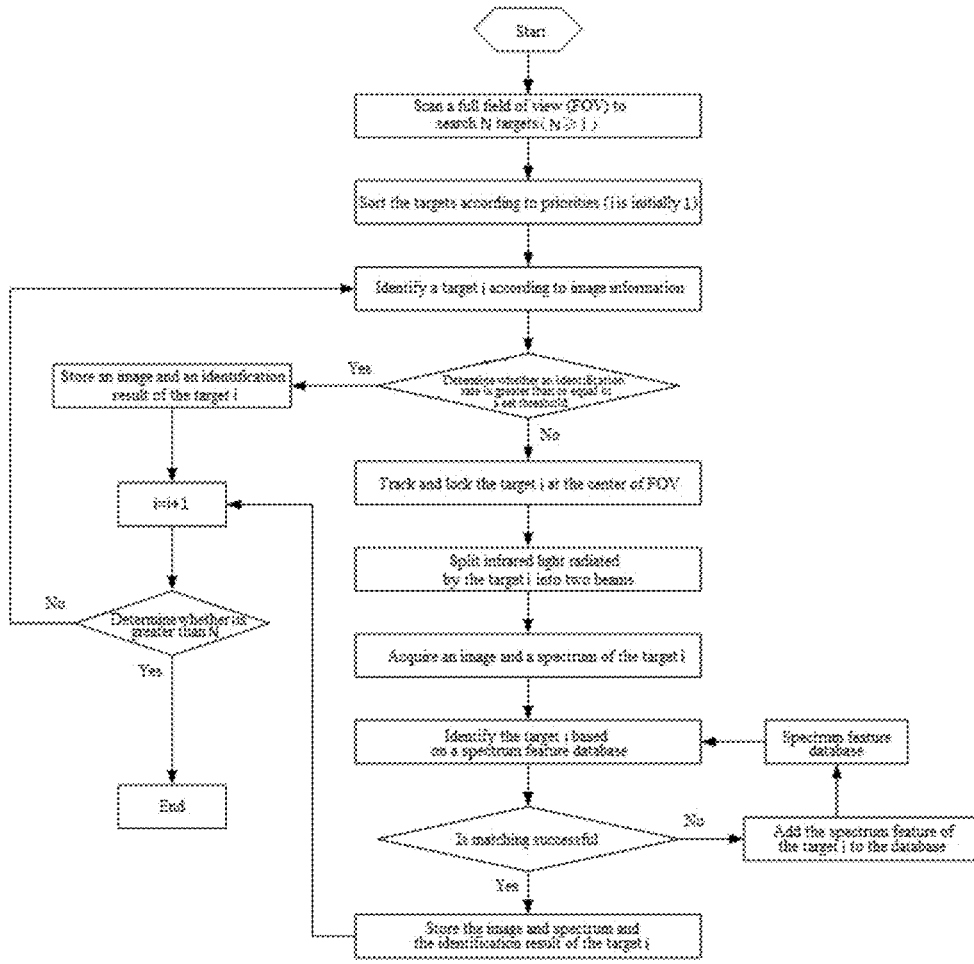 Start
Scan a full field of view (FOV) to
search N targets (N≥1)
Sort the targets according to priorities (i is initially 1)
Identify a target i according to image information
Yes
Store an image and an identification
result of the target i
Determine whether an identification
rate is greater than or equal to
a set threshold
No
Track and lock the target i at the center of FOV
i=i+1
Split infrared light radiated
by the target i into two beams
No
Determine whether i is
greater than N
Acquire an image and a spectrum of the target i
Yes
Identify the target i based
on a spectrum feature database
Spectrum feature
database
End
Is matching successful
No
Add the spectrum feature of
the target i to the database
Yes
Store the image and spectrum and
the identification result of the target i